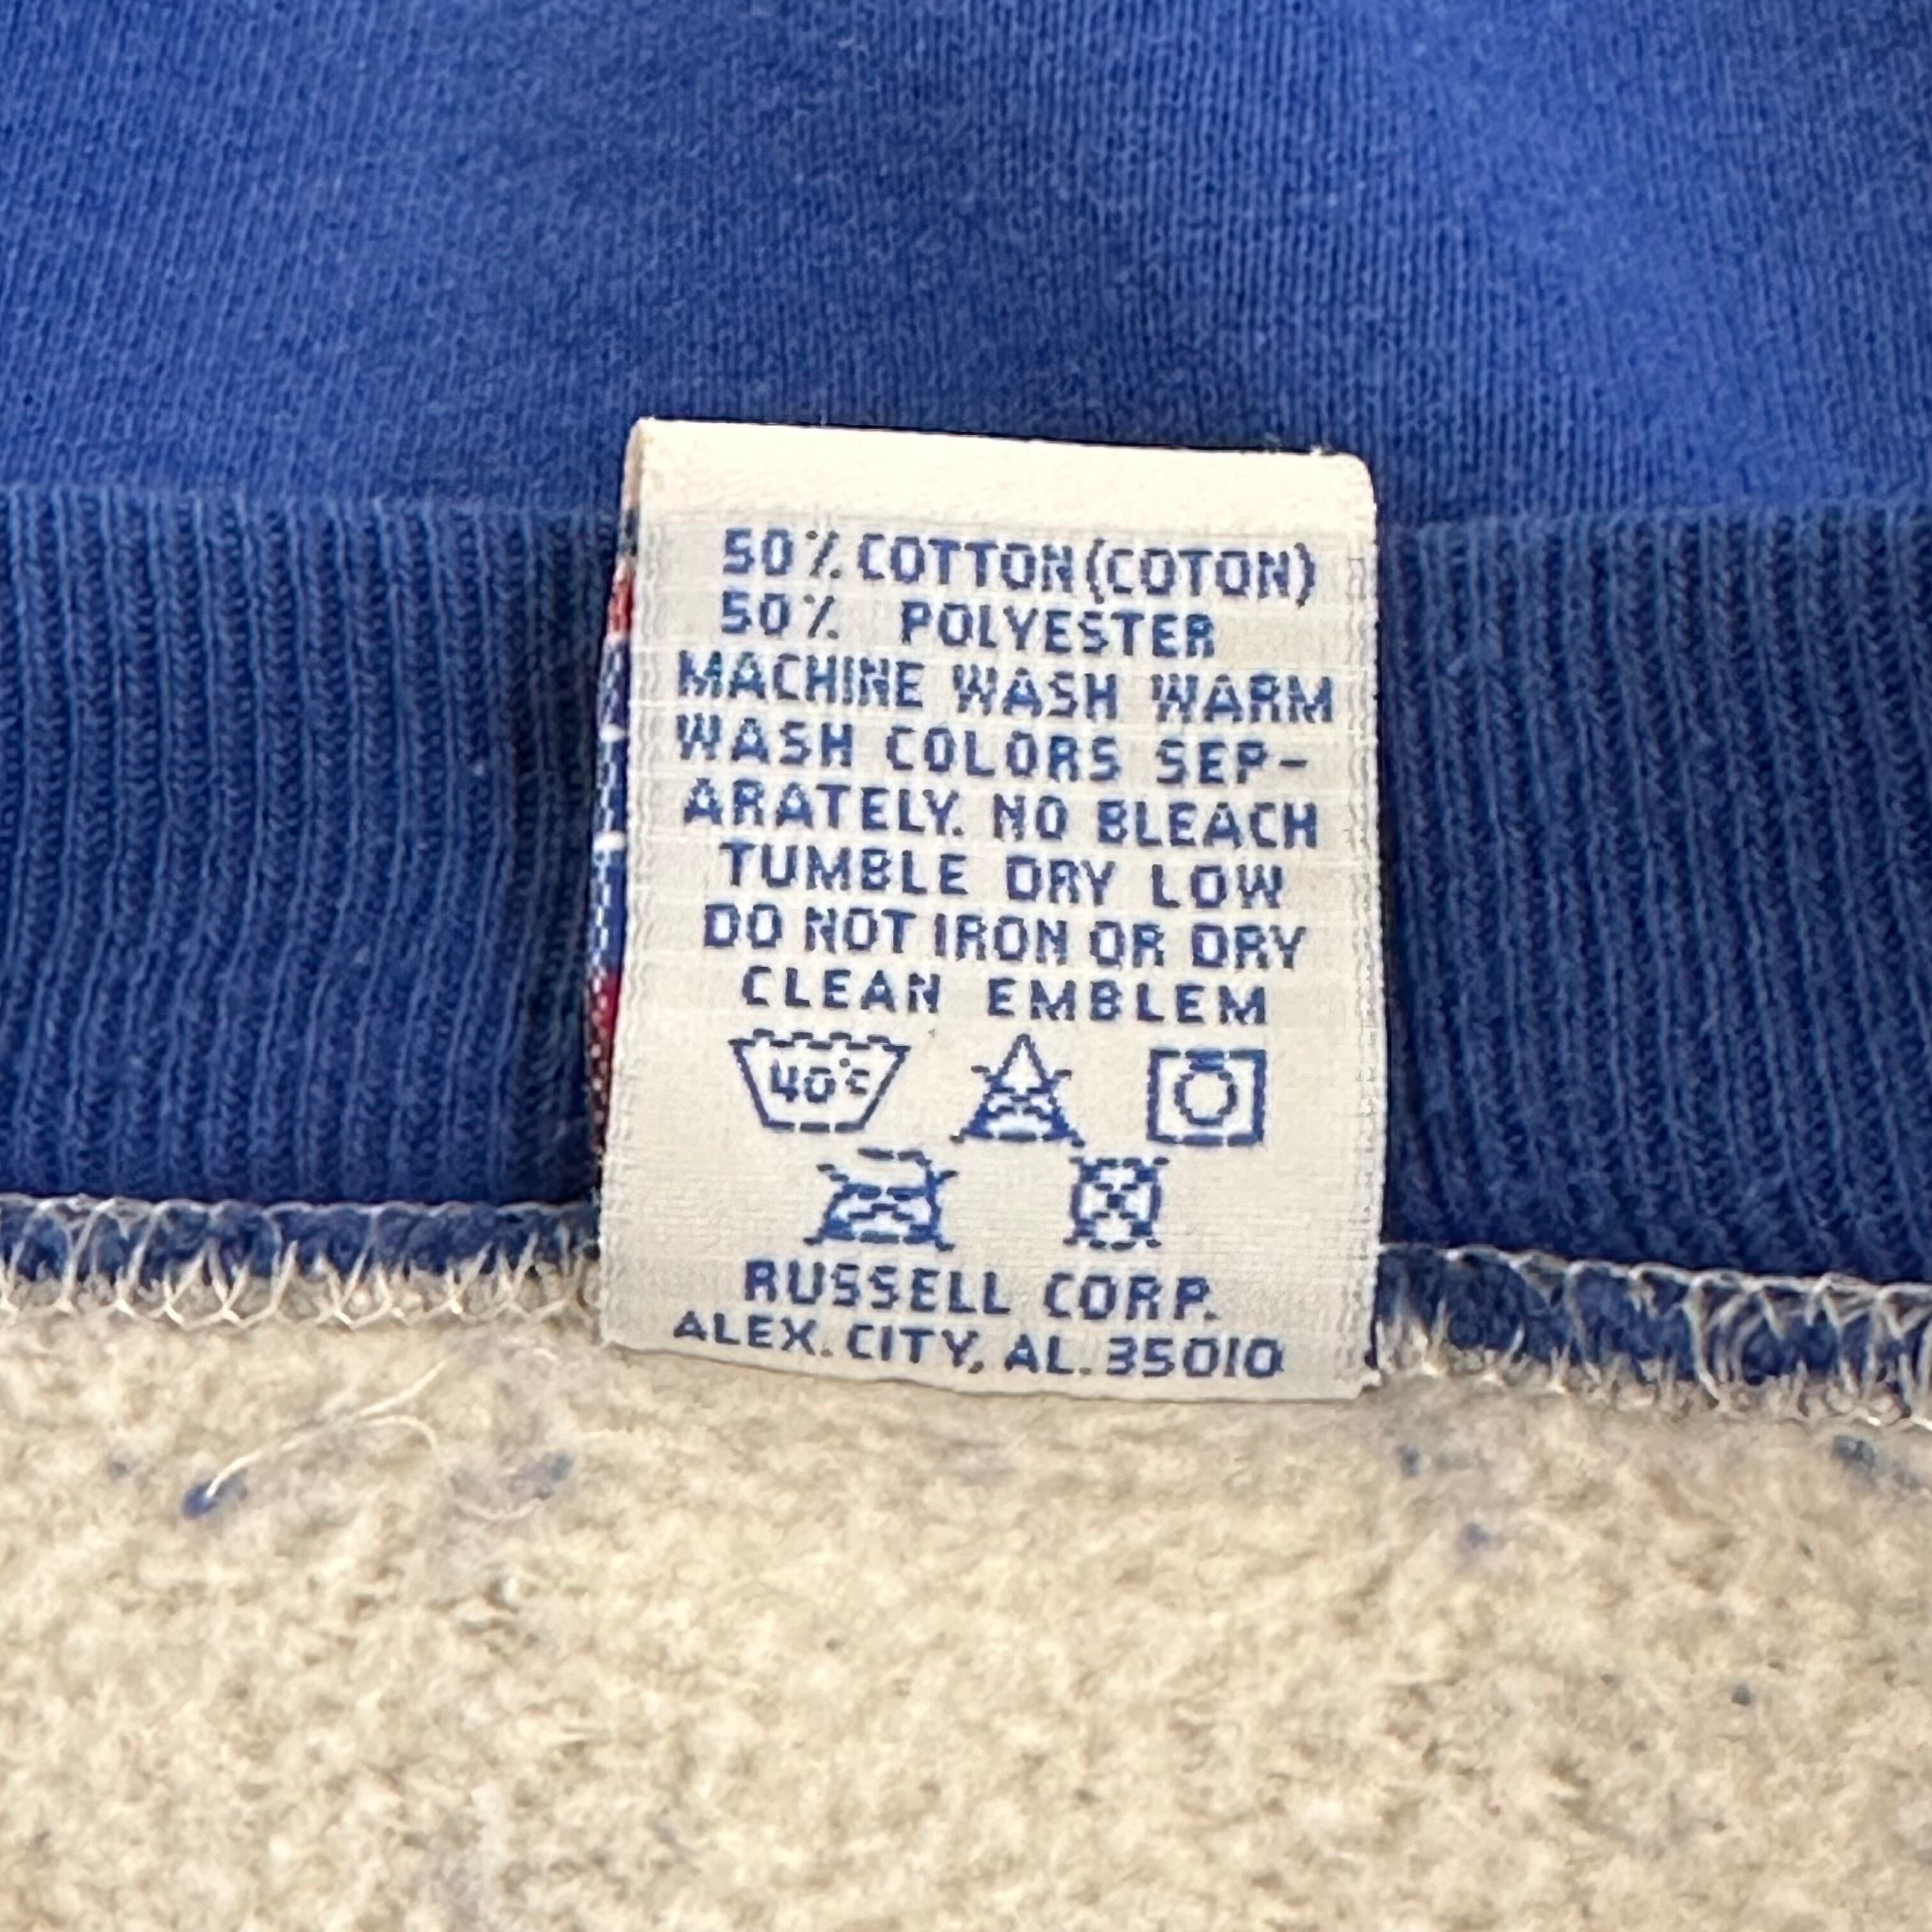 50% COTTON (COTON)
50% POLYESTER
MACHINE WASH WARM
WASH COLORS SEP-
ARATELY. NO BLEACH
TUMBLE DRY LOW
DO NOT IRON OR DRY
CLEAN EMBLEM
40°C
RUSSELL CORP.
ALEX. CITY, AL. 35010